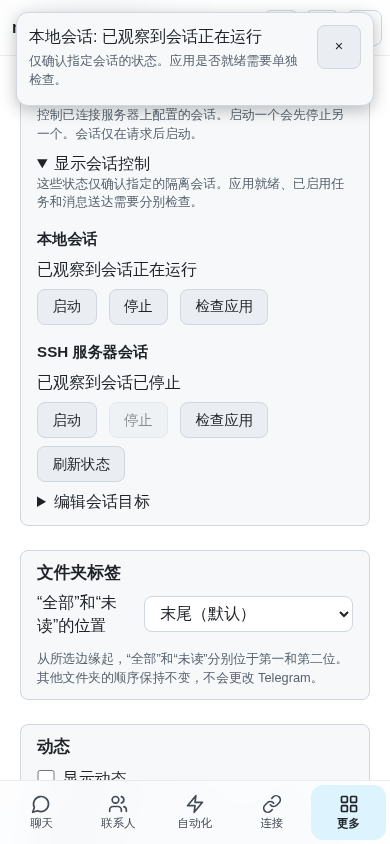 本地会话: 已观察到会话正在运行
仅确认指定会话的状态。应用是否就绪需要单独
检查。
×
控制已连接服务器上配置的会话。启动一个会先停止另
一个。会话仅在请求后启动。
▼ 显示会话控制
这些状态仅确认指定的隔离会话。应用就绪、已启用任
务和消息送达需要分别检查。
本地会话
已观察到会话正在运行
启动 停止 检查应用
SSH 服务器会话
已观察到会话已停止
启动 停止 检查应用
刷新状态
▶ 编辑会话目标
文件夹标签
“全部”和“未
读”的位置
末尾（默认）
从所选边缘起，“全部”和“未读”分别位于第一和第二位。
其他文件夹的顺序保持不变，不会更改 Telegram。
动态
显示动态
聊天 联系人 自动化 连接 更多